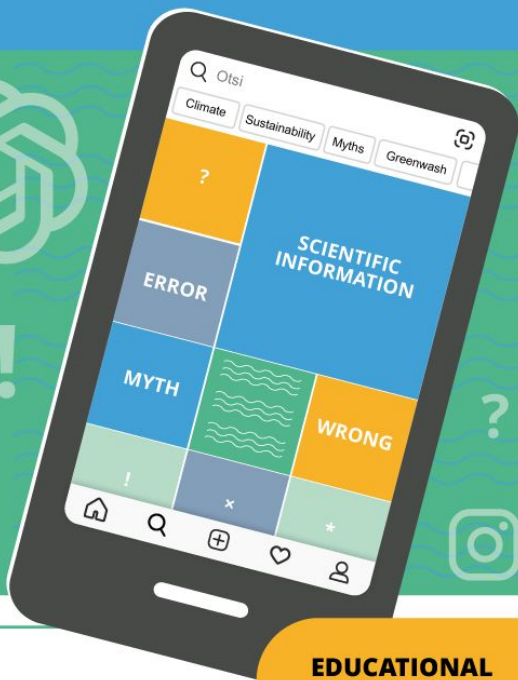 Otsi
Climate
Sustainability
Myths
Greenwash
?
SCIENTIFIC
INFORMATION
ERROR
MYTH
WRONG
!
×
*
!
?
EDUCATIONAL